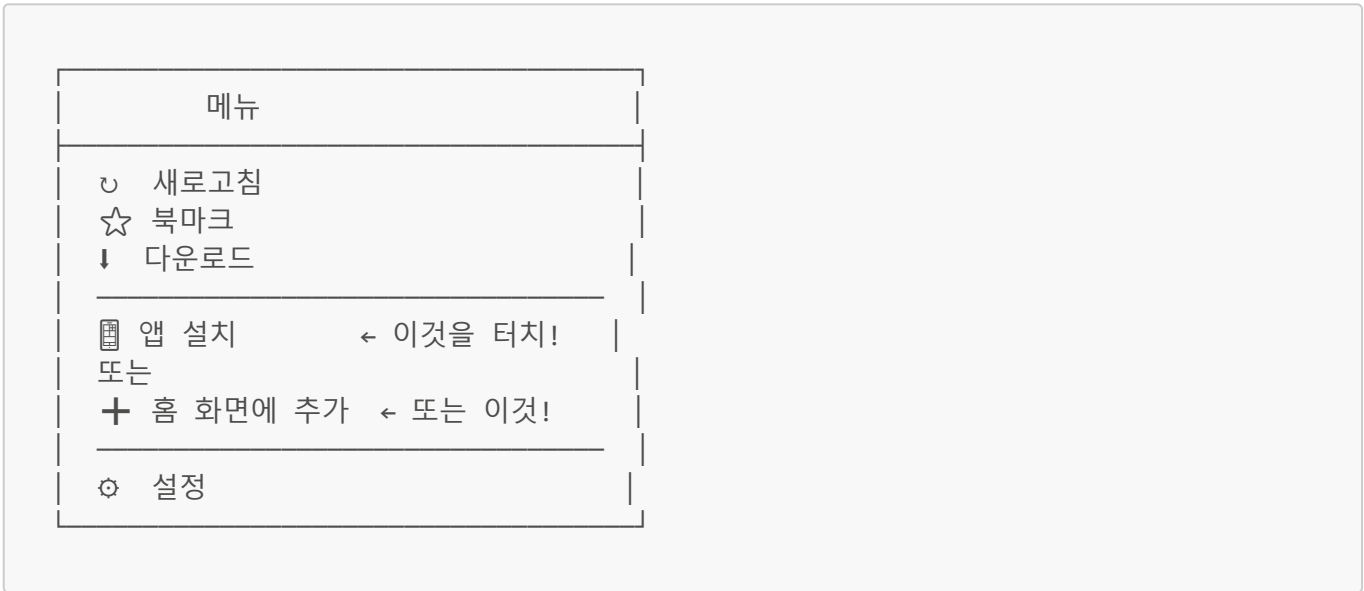 메뉴
↻ 새로고침
☆ 북마크
⬇ 다운로드
📱 앱 설치 ← 이것을 터치!
또는
➕ 홈 화면에 추가 ← 또는 이것!
⚙ 설정